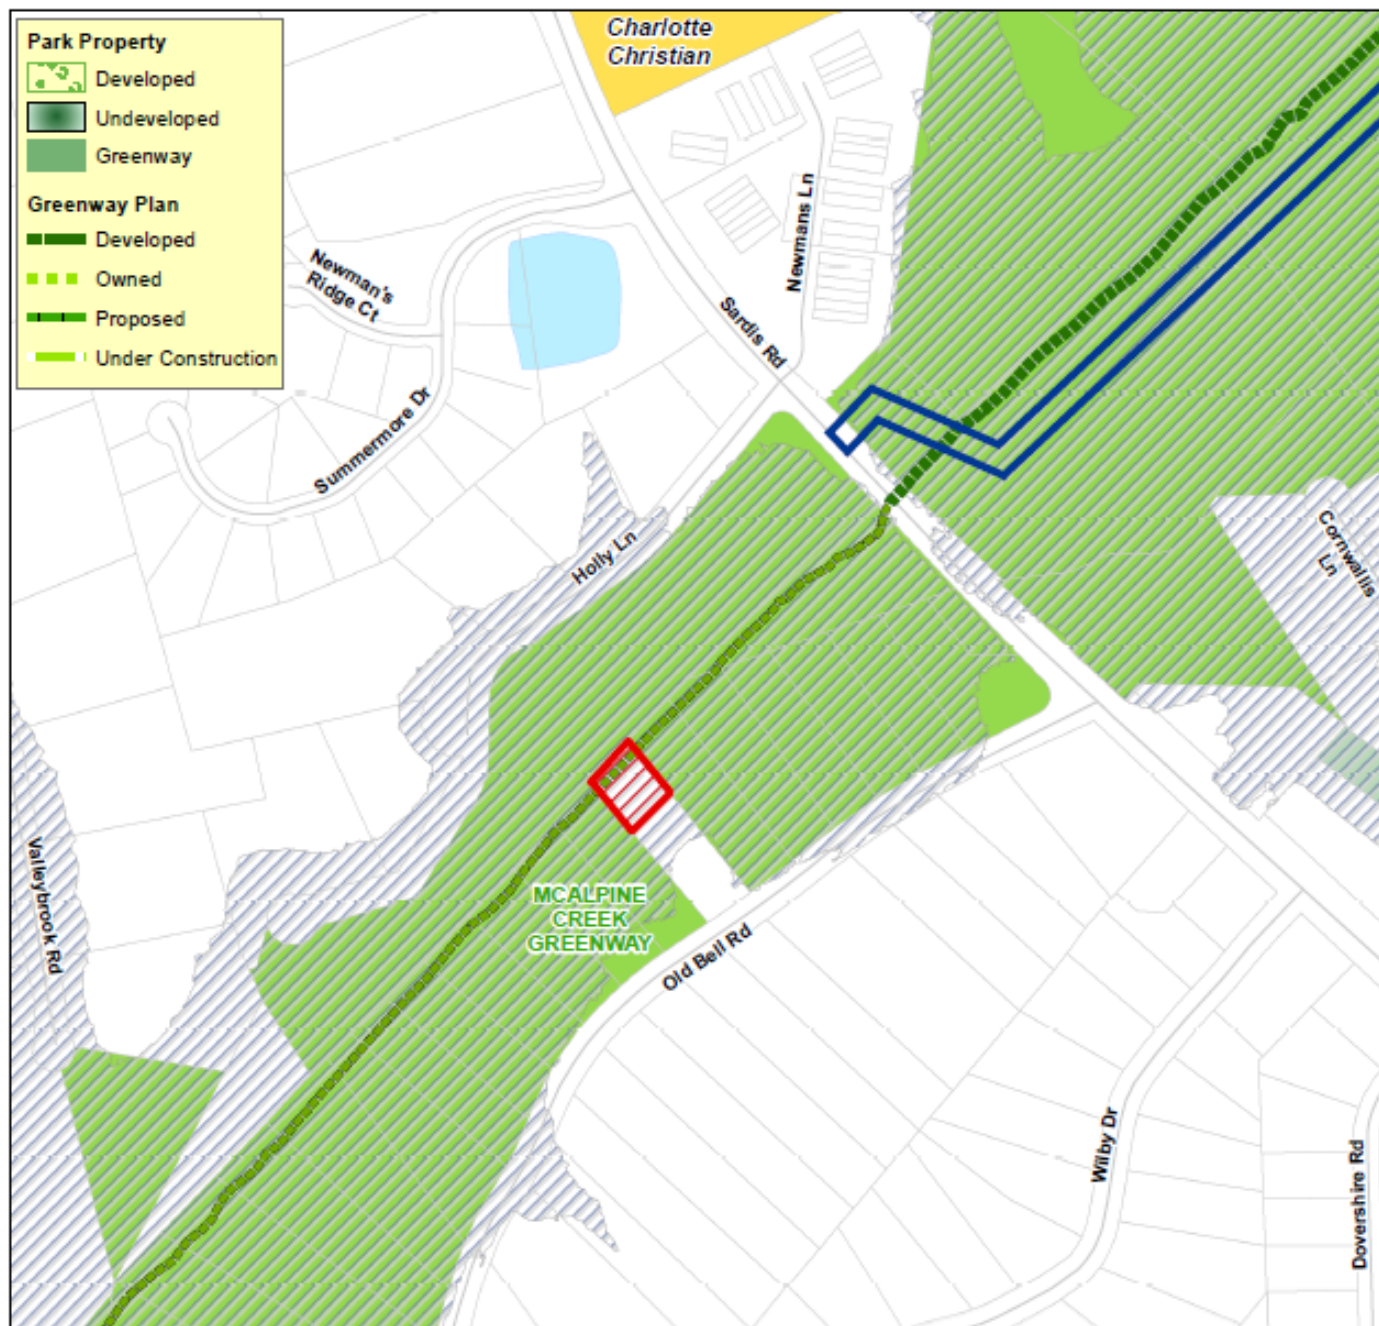 Park Property
Developed
Undeveloped
Greenway
Greenway Plan
Developed
Owned
Proposed
Under Construction
Charlotte
Christian
Newmans Ln
Newman's
Ridge Ct
Sardis Rd
Summermore Dr
Holly Ln
Cornwallis
Ln
Valleybrook Rd
MCALPINE
CREEK
GREENWAY
Old Bell Rd
Wilby Dr
Dovershire Rd